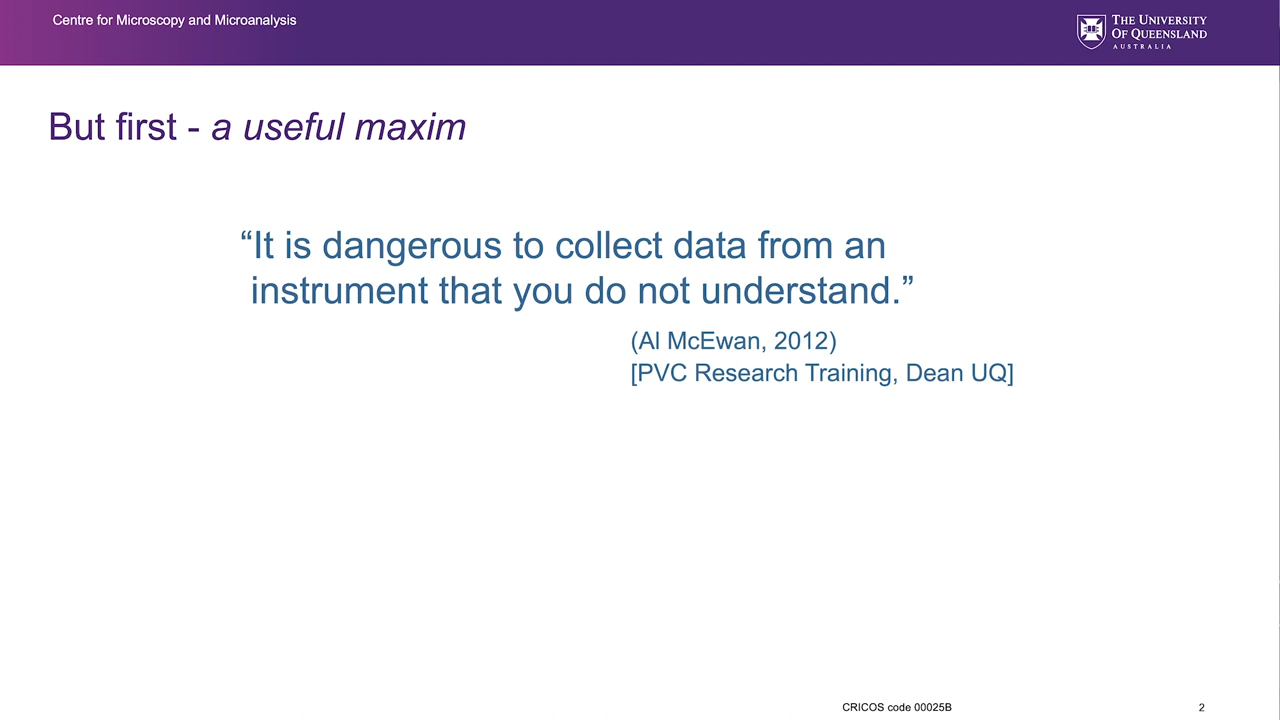 Centre for Microscopy and Microanalysis
THE UNIVERSITY
OF QUEENSLAND
AUSTRALIA
But first - a useful maxim
“It is dangerous to collect data from an
instrument that you do not understand.”
(Al McEwan, 2012)
[PVC Research Training, Dean UQ]
CRICOS code 00025B
2